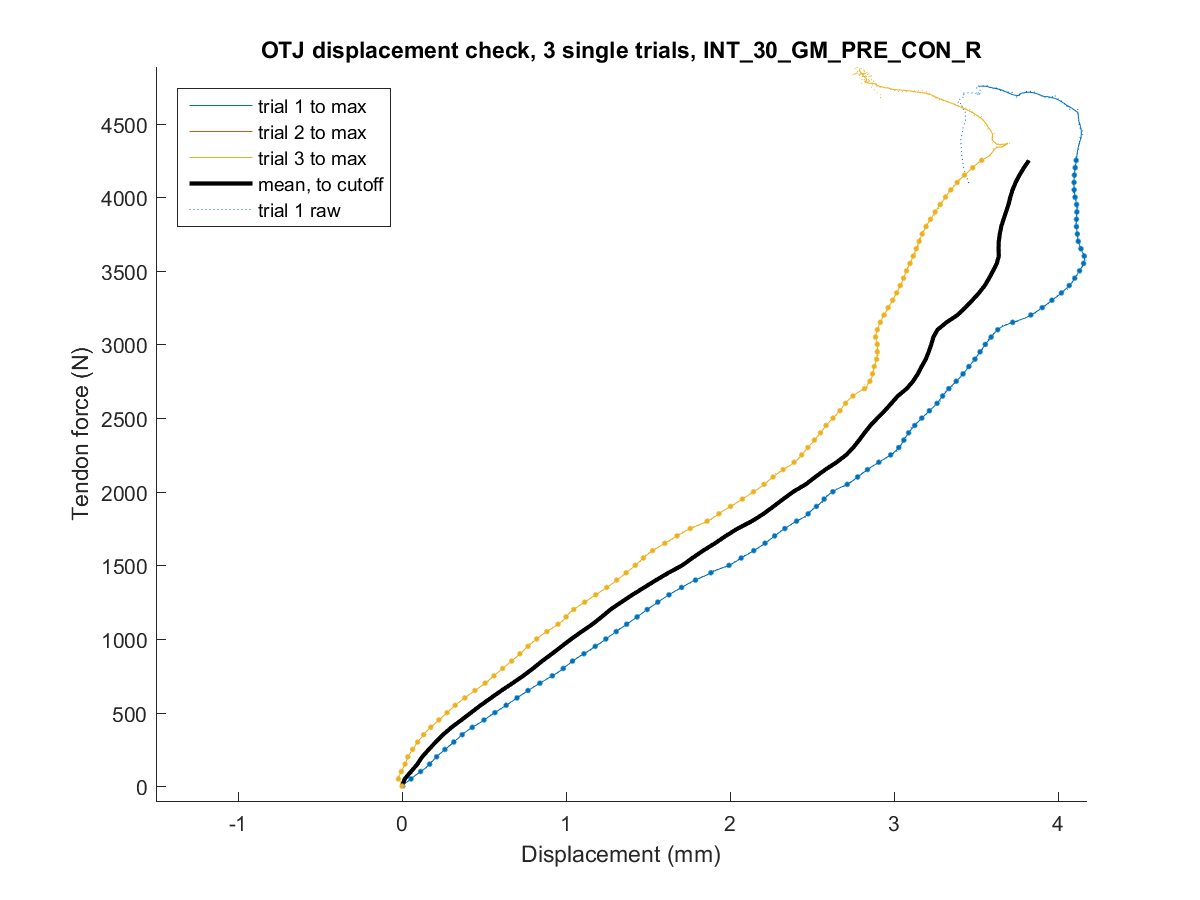 OTJ displacement check, 3 single trials, INT_30_GM_PRE_CON_R
trial 1 to max
trial 2 to max
trial 3 to max
mean, to cutoff
trial 1 raw
4500
4000
3500
3000
2500
2000
1500
1000
500
0
Tendon force (N)
-1 0 1 2 3 4
Displacement (mm)